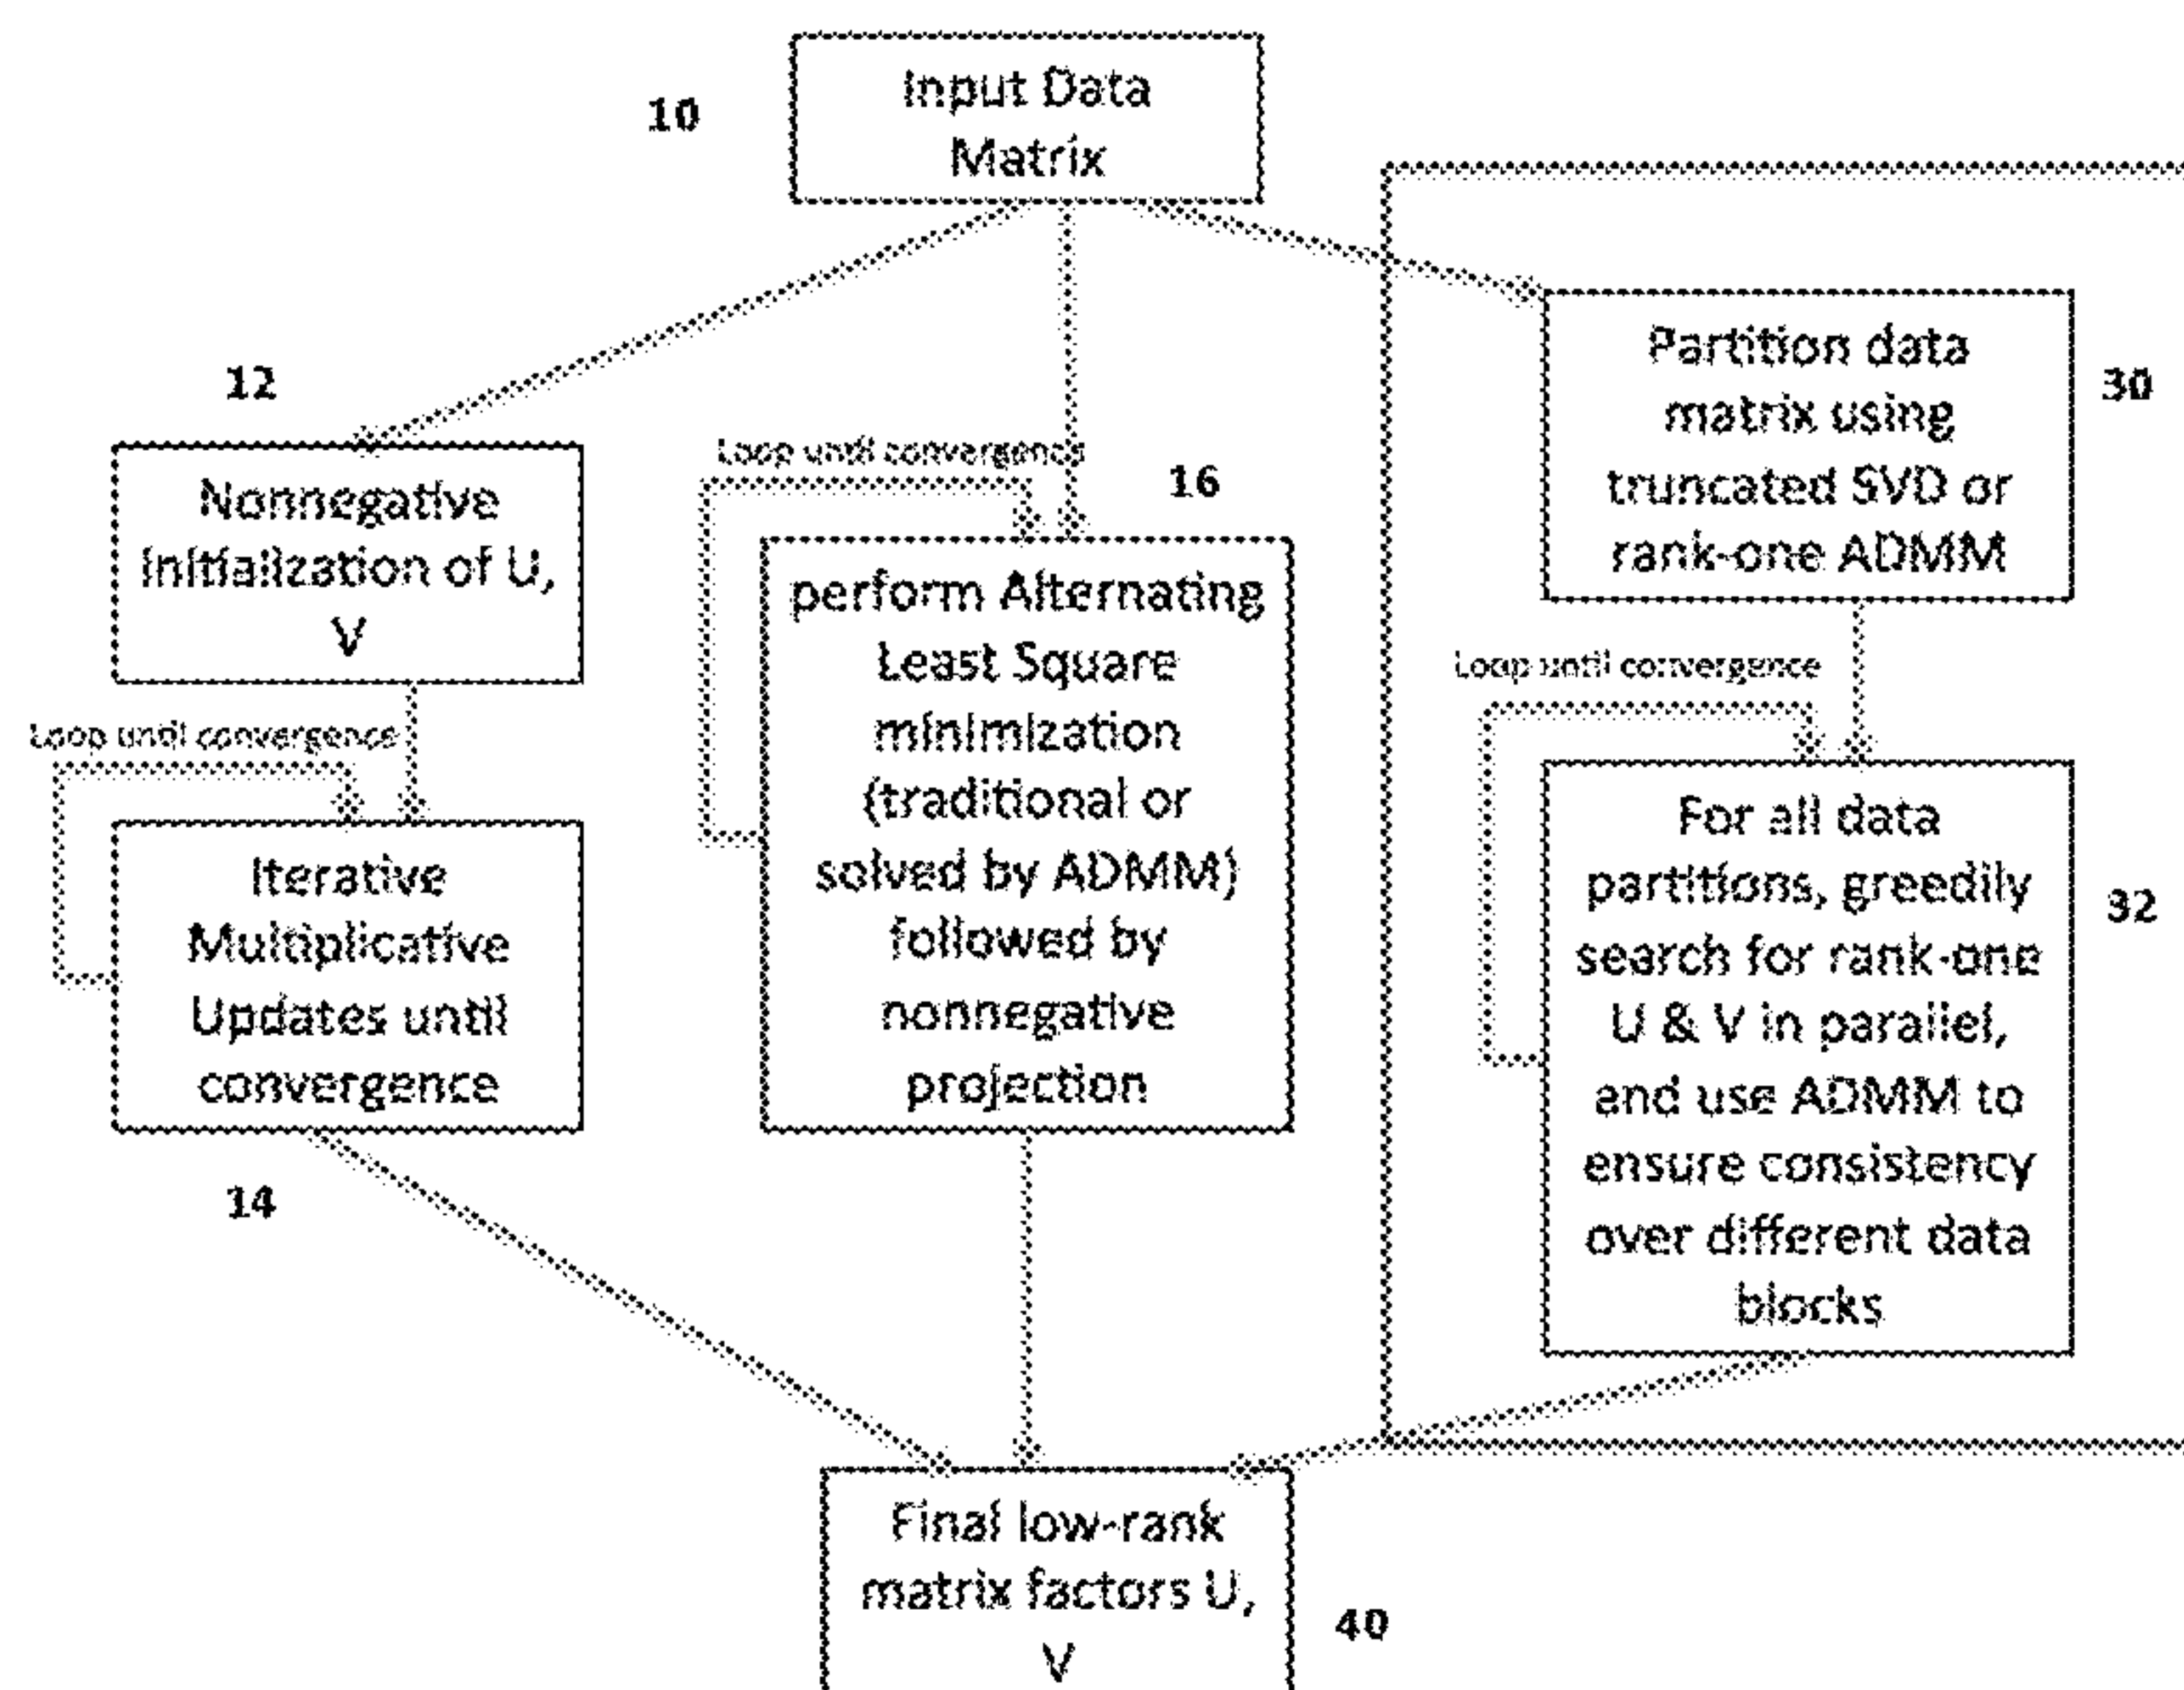 10
Input Data
Matrix
12
Nonnegative
initialization of U,
V
Loop until convergence
Iterative
Multiplicative
Updates until
convergence
14
Loop until convergence
16
perform Alternating
Least Square
minimization
(traditional or
solved by ADMM)
followed by
nonnegative
projection
Partition data
matrix using
truncated SVD or
rank-one ADMM
30
Loop until convergence
For all data
partitions, greedily
search for rank-one
U & V in parallel,
and use ADMM to
ensure consistency
over different data
blocks
32
Final low-rank
matrix factors U,
V
40